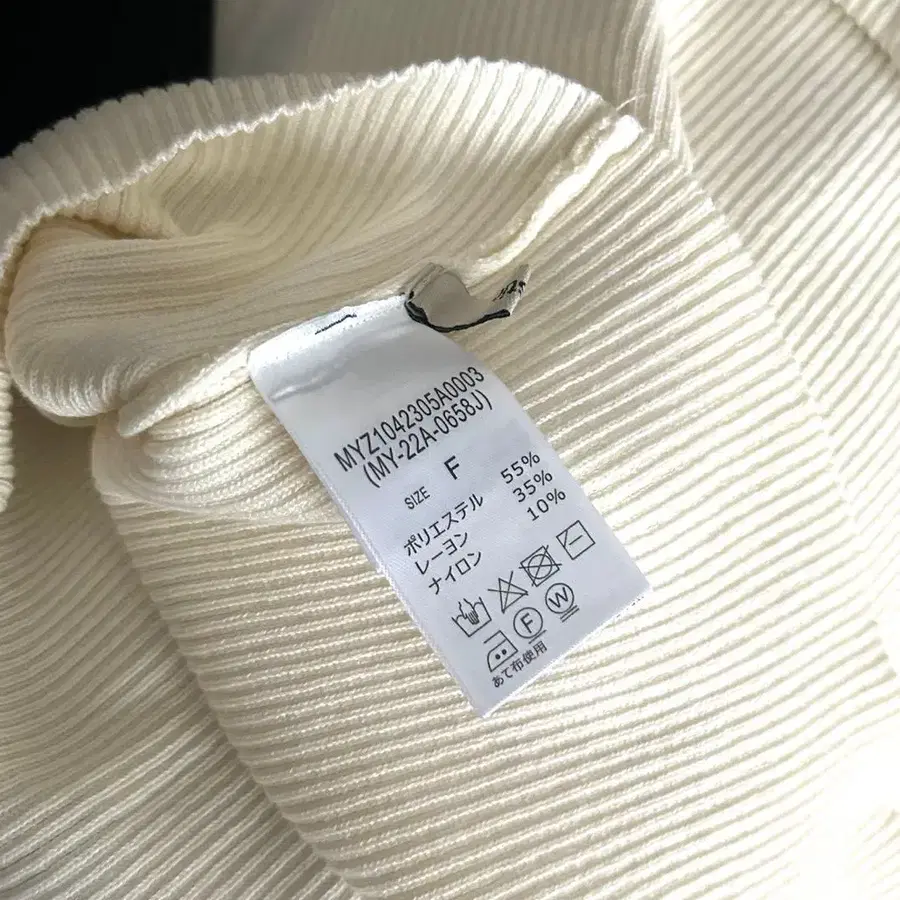 MYZ1042305A0003
(MY-22A-0658J)
SIZE F
ポリエステル 55%
レーヨン 35%
ナイロン 10%
F W
あて布使用